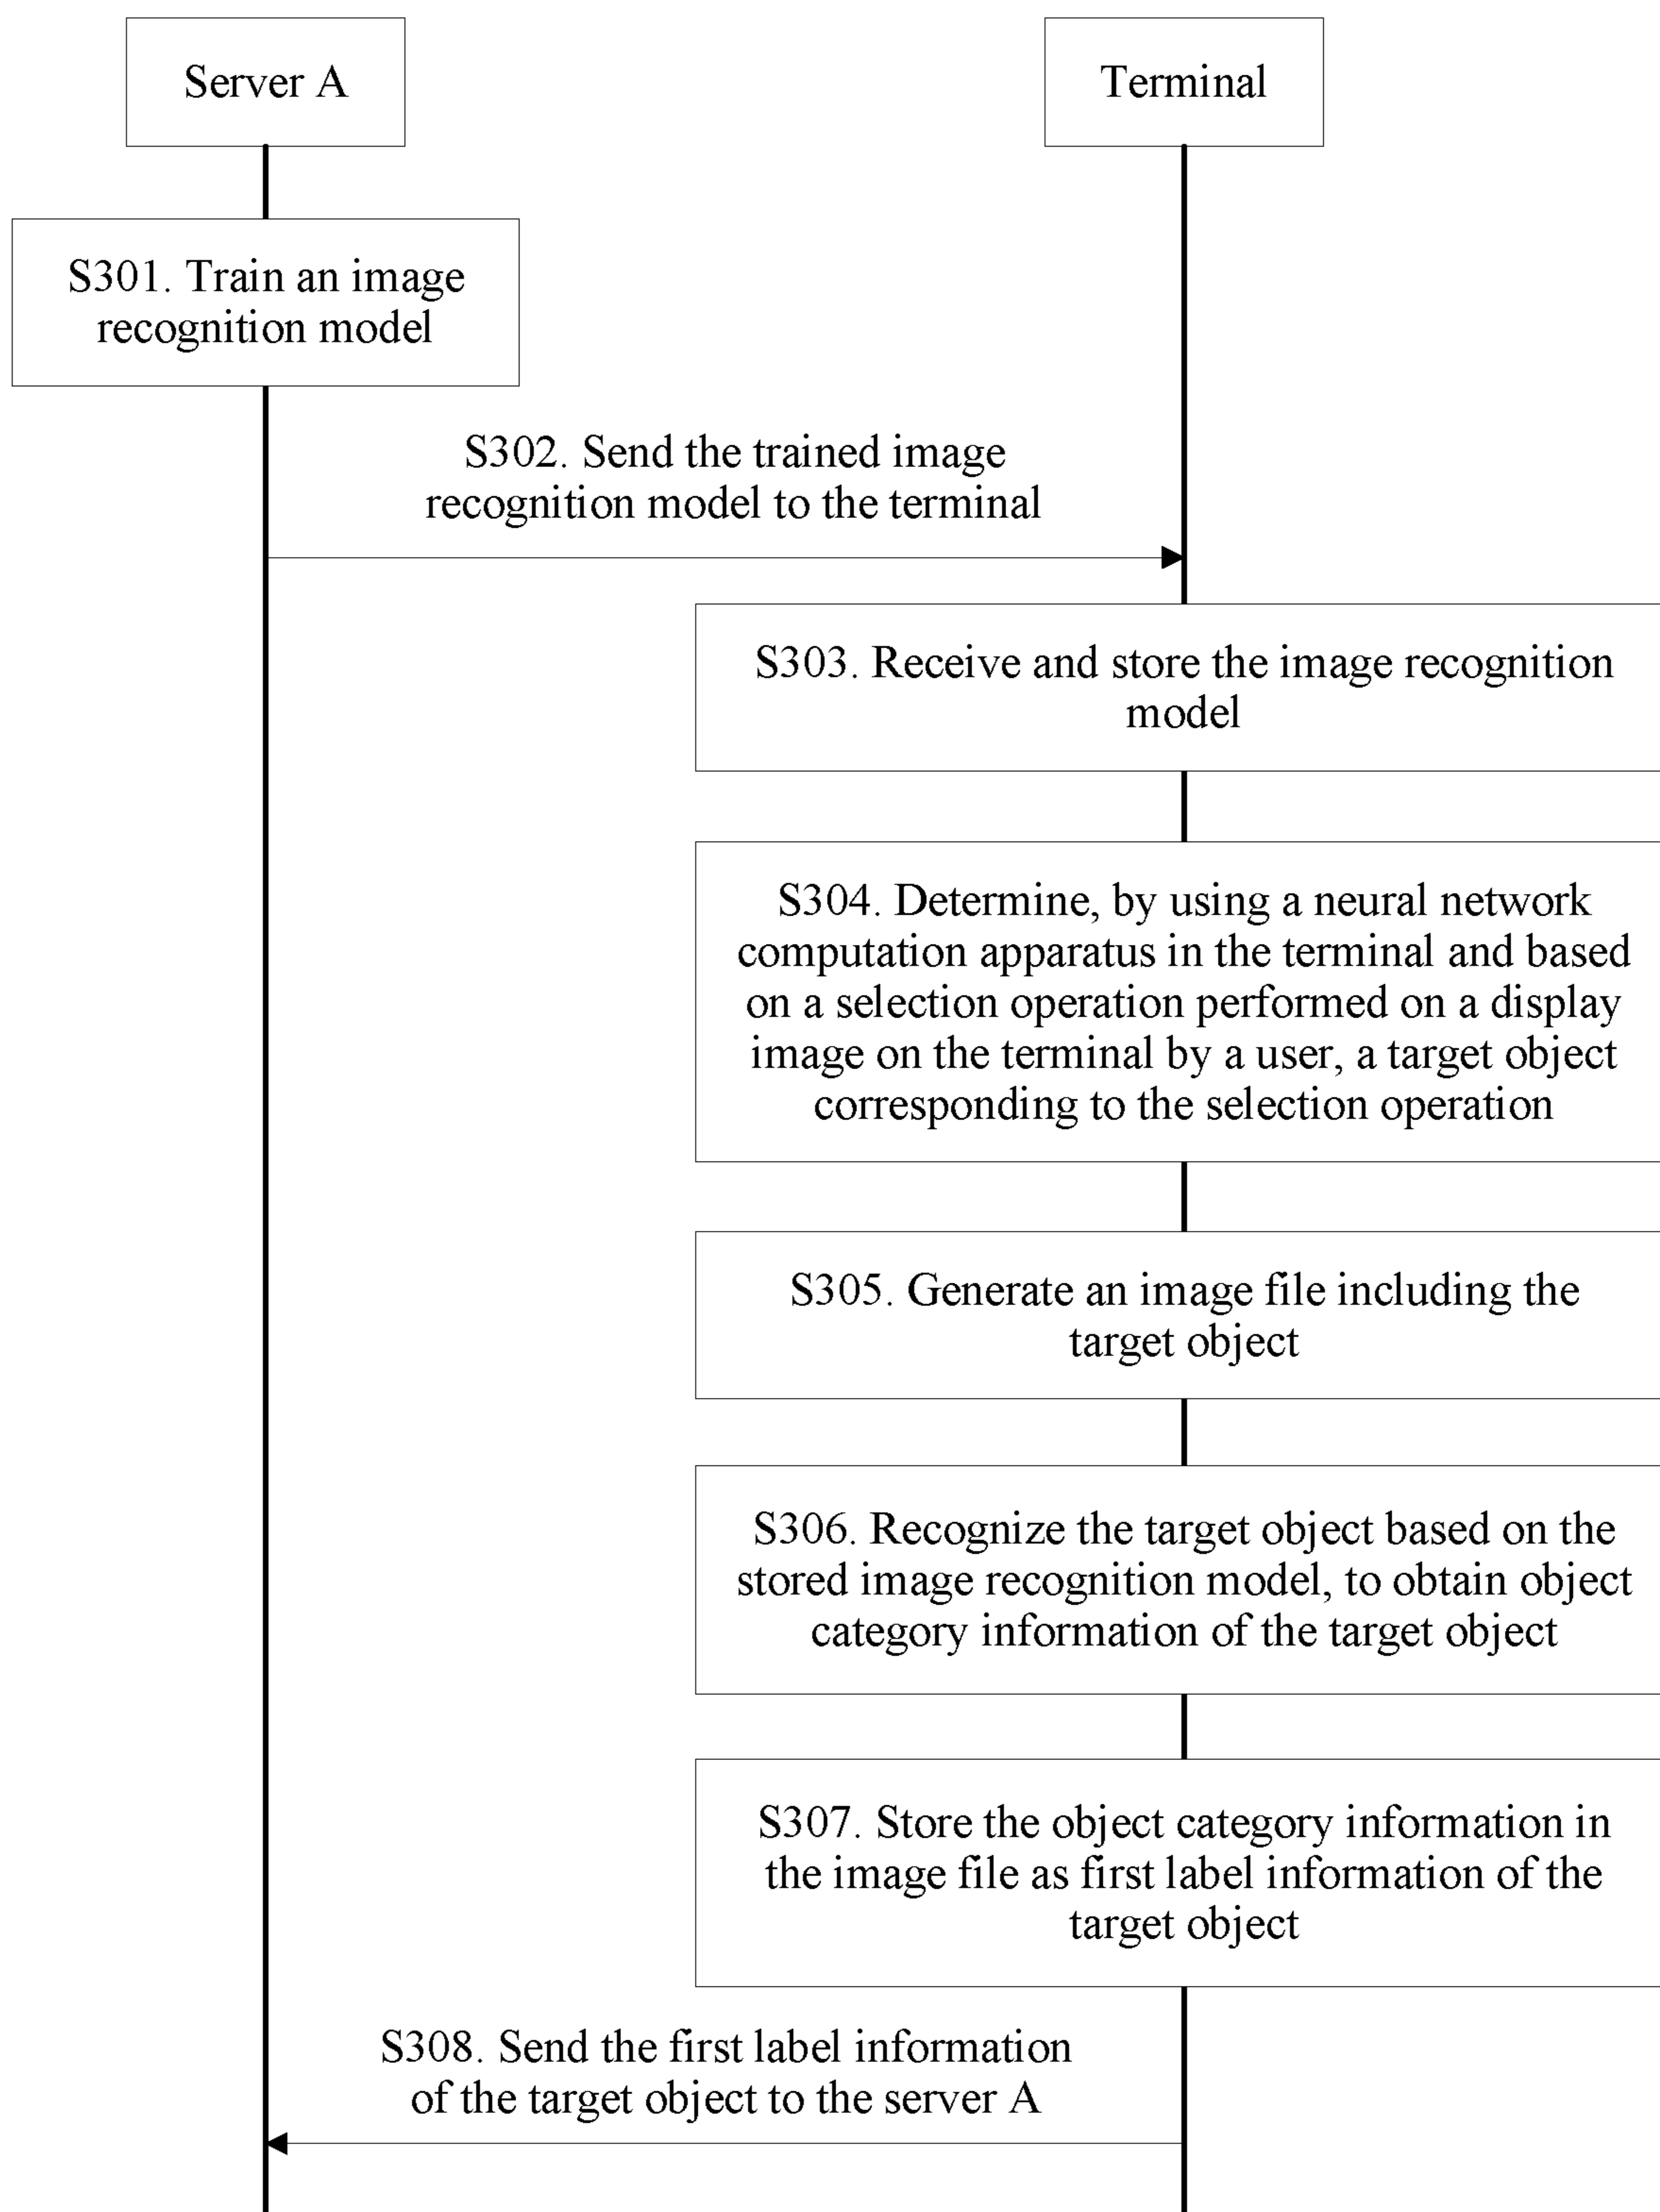 Server A
Terminal
S301. Train an image
recognition model
S302. Send the trained image
recognition model to the terminal
S303. Receive and store the image recognition
model
S304. Determine, by using a neural network
computation apparatus in the terminal and based
on a selection operation performed on a display
image on the terminal by a user, a target object
corresponding to the selection operation
S305. Generate an image file including the
target object
S306. Recognize the target object based on the
stored image recognition model, to obtain object
category information of the target object
S307. Store the object category information in
the image file as first label information of the
target object
S308. Send the first label information
of the target object to the server A